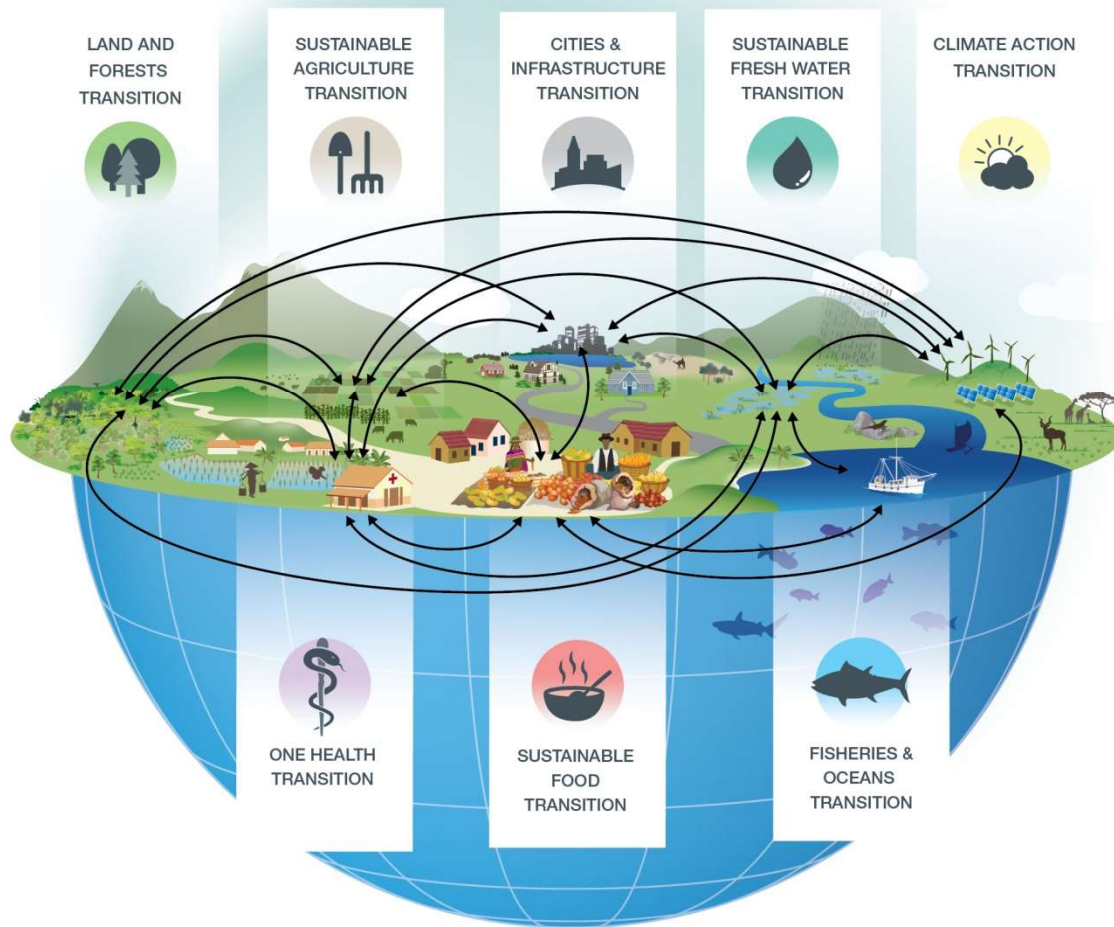 LAND AND
FORESTS
TRANSITION
SUSTAINABLE
AGRICULTURE
TRANSITION
CITIES &
INFRASTRUCTURE
TRANSITION
SUSTAINABLE
FRESH WATER
TRANSITION
CLIMATE ACTION
TRANSITION
ONE HEALTH
TRANSITION
SUSTAINABLE
FOOD
TRANSITION
FISHERIES &
OCEANS
TRANSITION